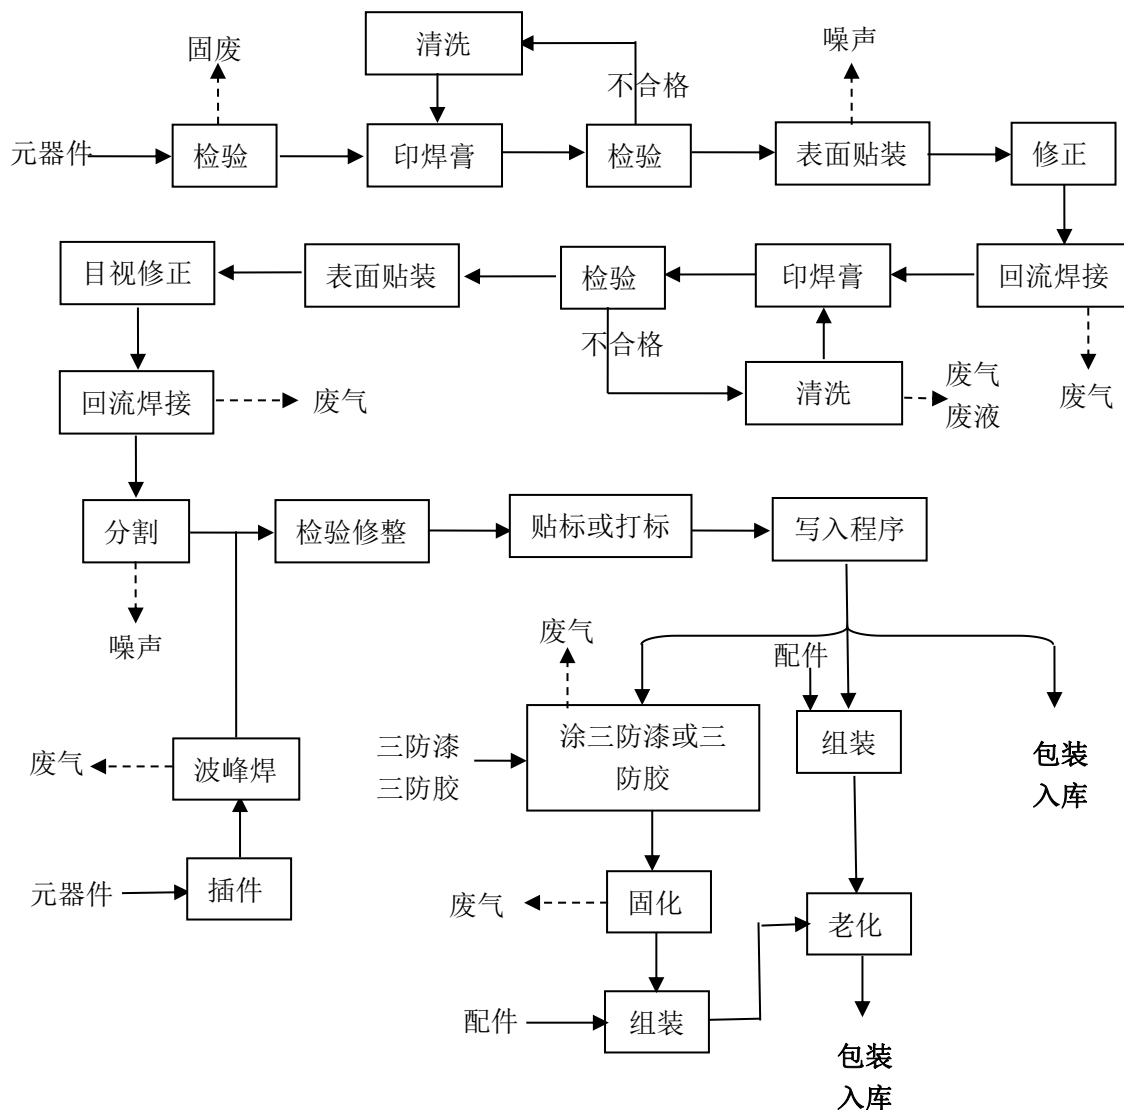 清洗
噪声
固废
不合格
元器件
检验
印焊膏
检验
表面贴装
修正
目视修正
表面贴装
检验
印焊膏
回流焊接
不合格
回流焊接
废气
清洗
废气
废液
废气
分割
检验修整
贴标或打标
写入程序
噪声
废气
配件
三防漆
三防胶
涂三防漆或三
防胶
组装
包装
入库
废气
波峰焊
元器件
插件
废气
固化
老化
配件
组装
包装
入库